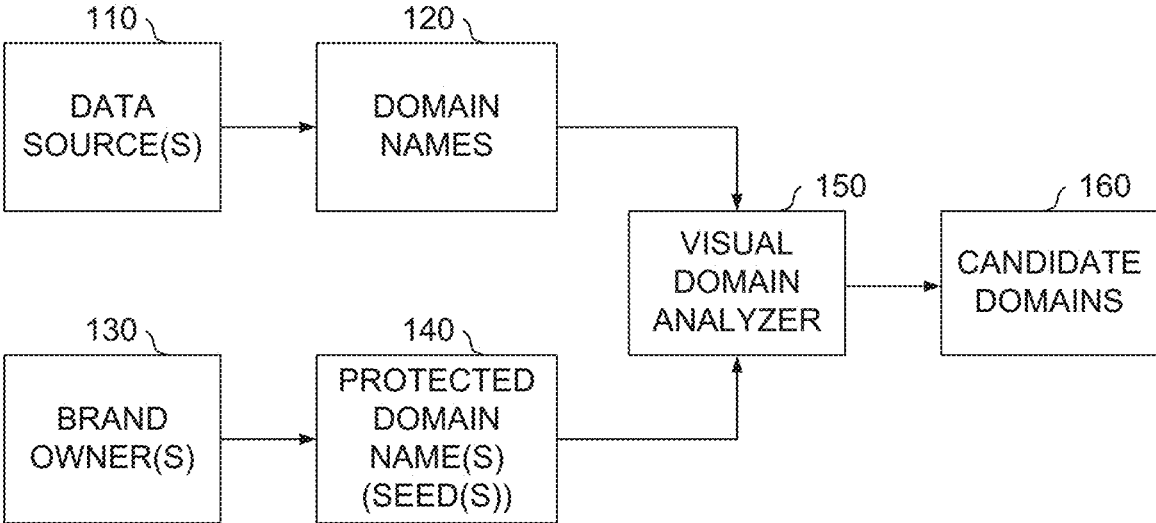 110
DATA
SOURCE(S)
120
DOMAIN
NAMES
150
VISUAL
DOMAIN
ANALYZER
160
CANDIDATE
DOMAINS
130
BRAND
OWNER(S)
140
PROTECTED
DOMAIN
NAME(S)
(SEED(S))